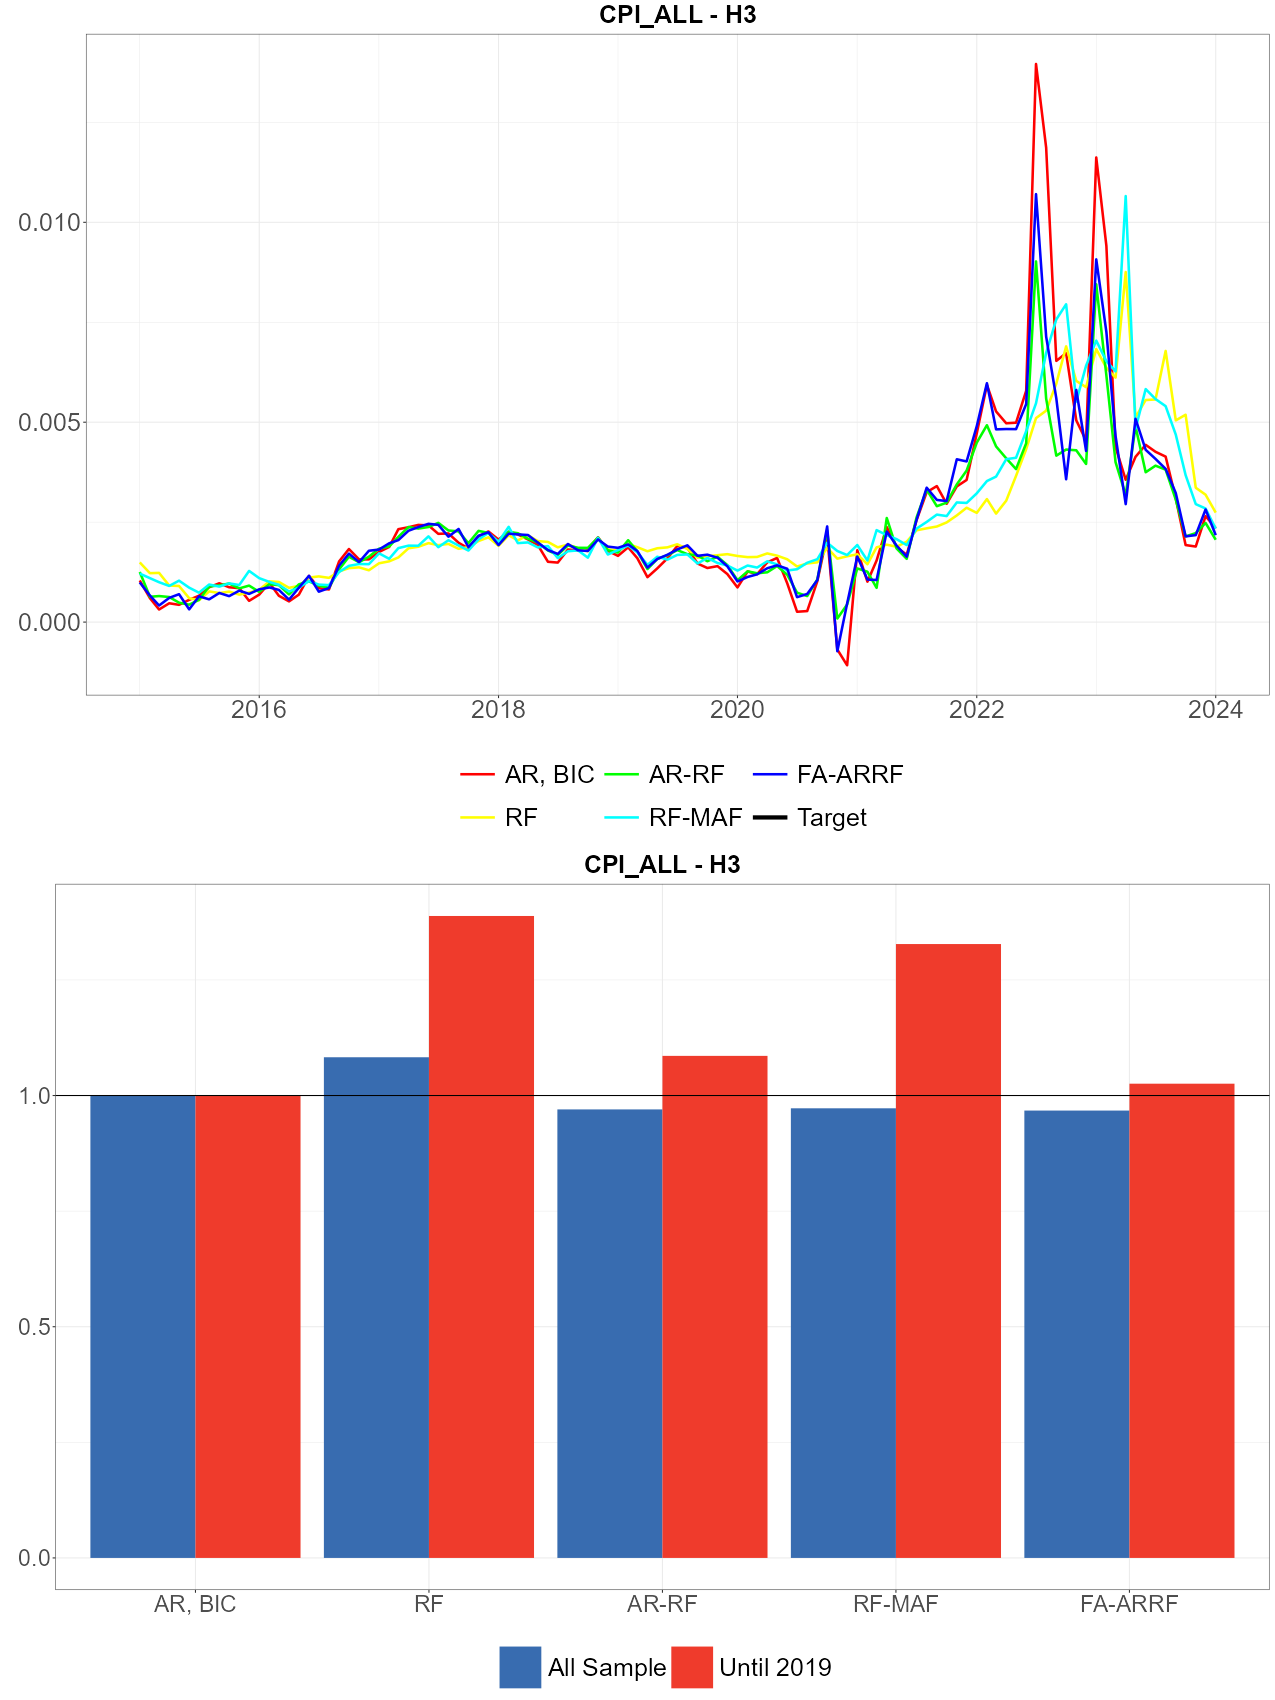 CPI_ALL - H3
0.010
0.005
0.000
2016 2018 2020 2022 2024
AR, BIC AR-RF FA-ARRF
RF RF-MAF Target
CPI_ALL - H3
1.0
0.5
0.0
AR, BIC RF AR-RF RF-MAF FA-ARRF
All Sample Until 2019